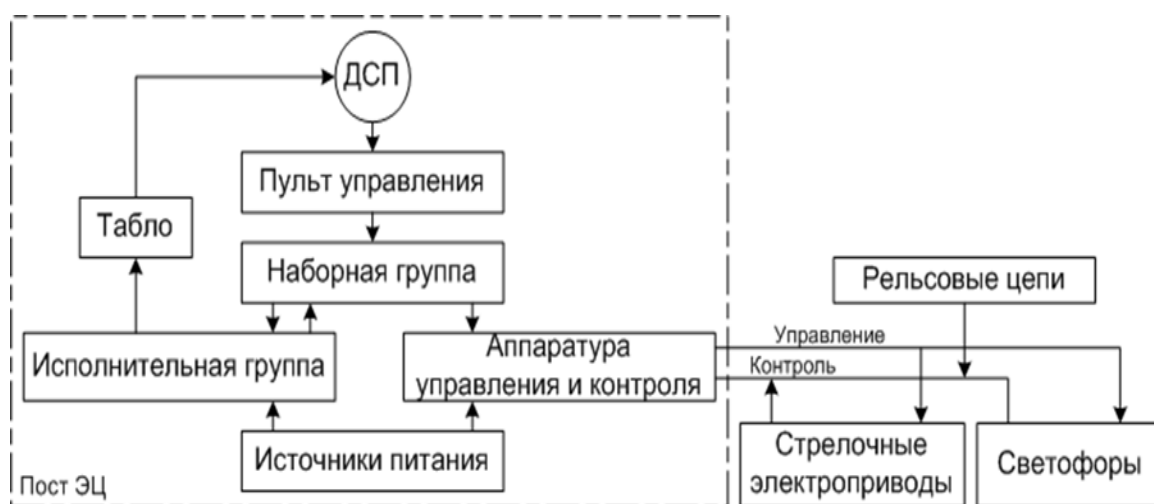 ДСП
Пульт управления
Табло
Наборная группа
Рельсовые цепи
Исполнительная группа
Аппаратура
управления и контроля
Управление
Контроль
Источники питания
Стрелочные
электроприводы
Светофоры
Пост ЭЦ